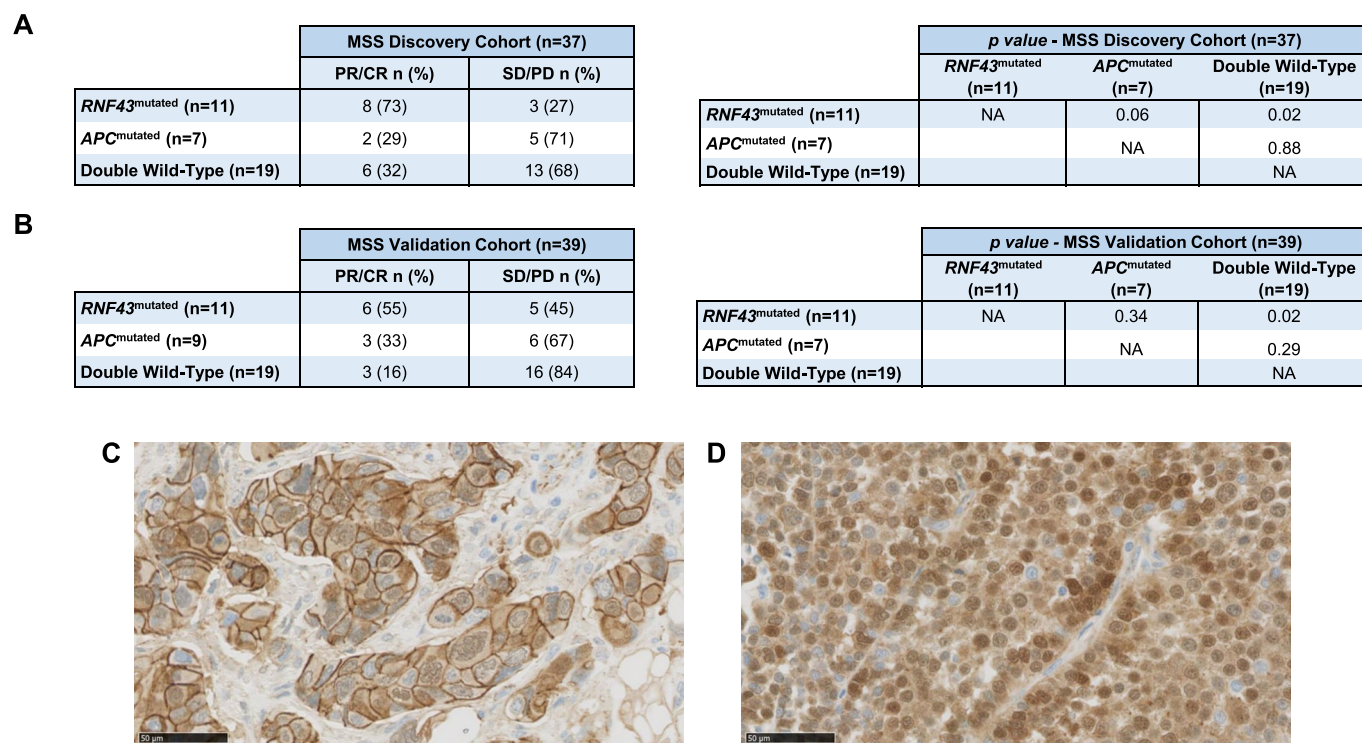 A
MSS Discovery Cohort (n=37)
PR/CR n (%) SD/PD n (%)
RNF43mutated (n=11) 8 (73) 3 (27)
APCmutated (n=7) 2 (29) 5 (71)
Double Wild-Type (n=19) 6 (32) 13 (68)
p value - MSS Discovery Cohort (n=37)
RNF43mutated APCmutated Double Wild-Type
(n=11) (n=7) (n=19)
RNF43mutated (n=11) NA 0.06 0.02
APCmutated (n=7) NA 0.88
Double Wild-Type (n=19) NA
B
MSS Validation Cohort (n=39)
PR/CR n (%) SD/PD n (%)
RNF43mutated (n=11) 6 (55) 5 (45)
APCmutated (n=9) 3 (33) 6 (67)
Double Wild-Type (n=19) 3 (16) 16 (84)
p value - MSS Validation Cohort (n=39)
RNF43mutated APCmutated Double Wild-Type
(n=11) (n=7) (n=19)
RNF43mutated (n=11) NA 0.34 0.02
APCmutated (n=7) NA 0.29
Double Wild-Type (n=19) NA
C
50 µm
D
50 µm